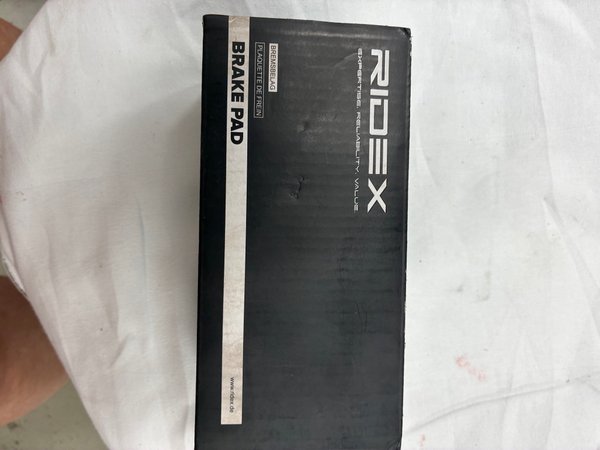 RIDEX
EXPERTISE. RELIABILITY. VALUE
BREMSBELAG
PLAQUETTE DE FREIN
BRAKE PAD
www.ridex.de